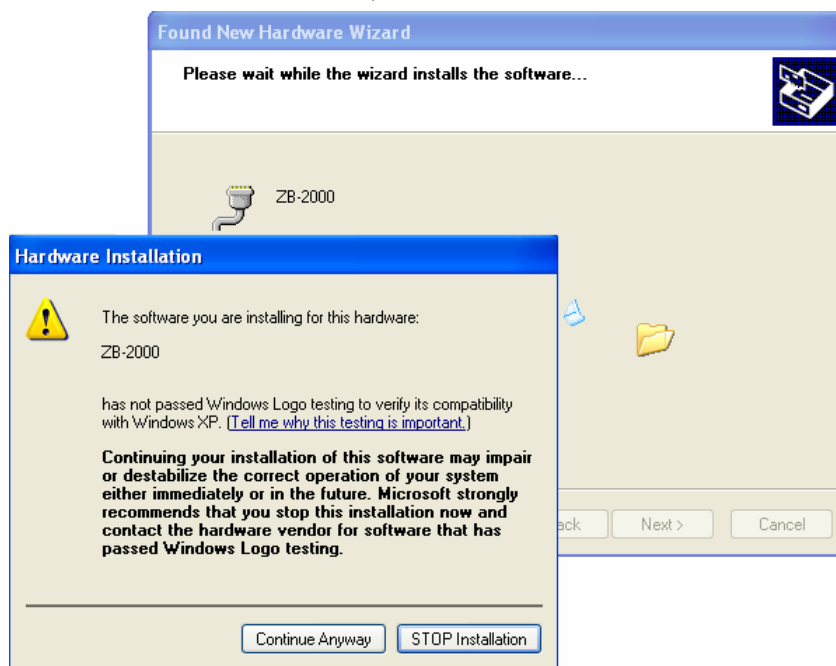 Found New Hardware Wizard
Please wait while the wizard installs the software...
ZB-2000
Hardware Installation
The software you are installing for this hardware:
ZB-2000
has not passed Windows Logo testing to verify its compatibility
with Windows XP. (Tell me why this testing is important.)
Continuing your installation of this software may impair
or destabilize the correct operation of your system
either immediately or in the future. Microsoft strongly
recommends that you stop this installation now and
contact the hardware vendor for software that has
passed Windows Logo testing.
ack Next > Cancel
Continue Anyway STOP Installation